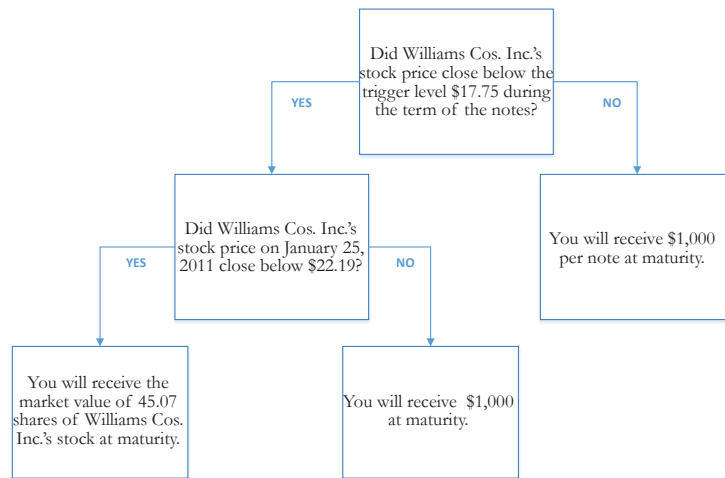 Did Williams Cos. Inc.'s
stock price close below the
trigger level $17.75 during
the term of the notes?
YES
NO
Did Williams Cos. Inc.'s
stock price on January 25,
2011 close below $22.19?
You will receive $1,000
per note at maturity.
YES
NO
You will receive the
market value of 45.07
shares of Williams Cos.
Inc.'s stock at maturity.
You will receive $1,000
at maturity.